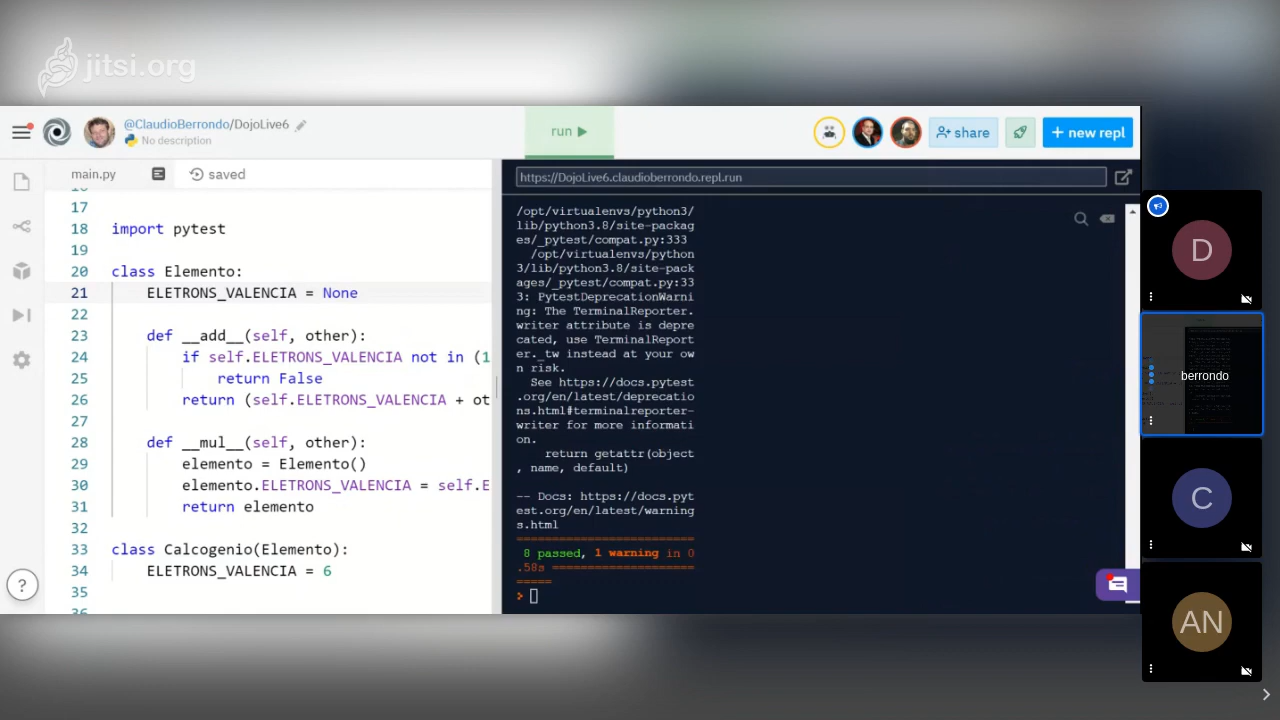 jitsi.org
@ClaudioBerrondo/DojoLive6
No description
run
share
+ new repl
main.py
saved
https://DojoLive6.claudioberrondo.repl.run
17
18 import pytest
19
20 class Elemento:
21 ELETRONS_VALENCIA = None
22
23 def __add__(self, other):
24 if self.ELETRONS_VALENCIA not in (1
25 return False
26 return (self.ELETRONS_VALENCIA + ot
27
28 def __mul__(self, other):
29 elemento = Elemento()
30 elemento.ELETRONS_VALENCIA = self.E
31 return elemento
32
33 class Calcogenio(Elemento):
34 ELETRONS_VALENCIA = 6
35
/opt/virtualenvs/python3/
lib/python3.8/site-packag
es/_pytest/compat.py:333
/opt/virtualenvs/python
3/lib/python3.8/site-pack
ages/_pytest/compat.py:33
3: PytestDeprecationWarni
ng: The TerminalReporter.
writer attribute is depre
cated, use TerminalReport
er._tw instead at your ow
n risk.
See https://docs.pytest
.org/en/latest/deprecatio
ns.html#terminalreporter-
writer for more informati
on.
return getattr(object
, name, default)
-- Docs: https://docs.pyt
est.org/en/latest/warning
s.html
=========================
8 passed, 1 warning in 0
.58s ====================
=====
>
?
D
berrondo
C
AN